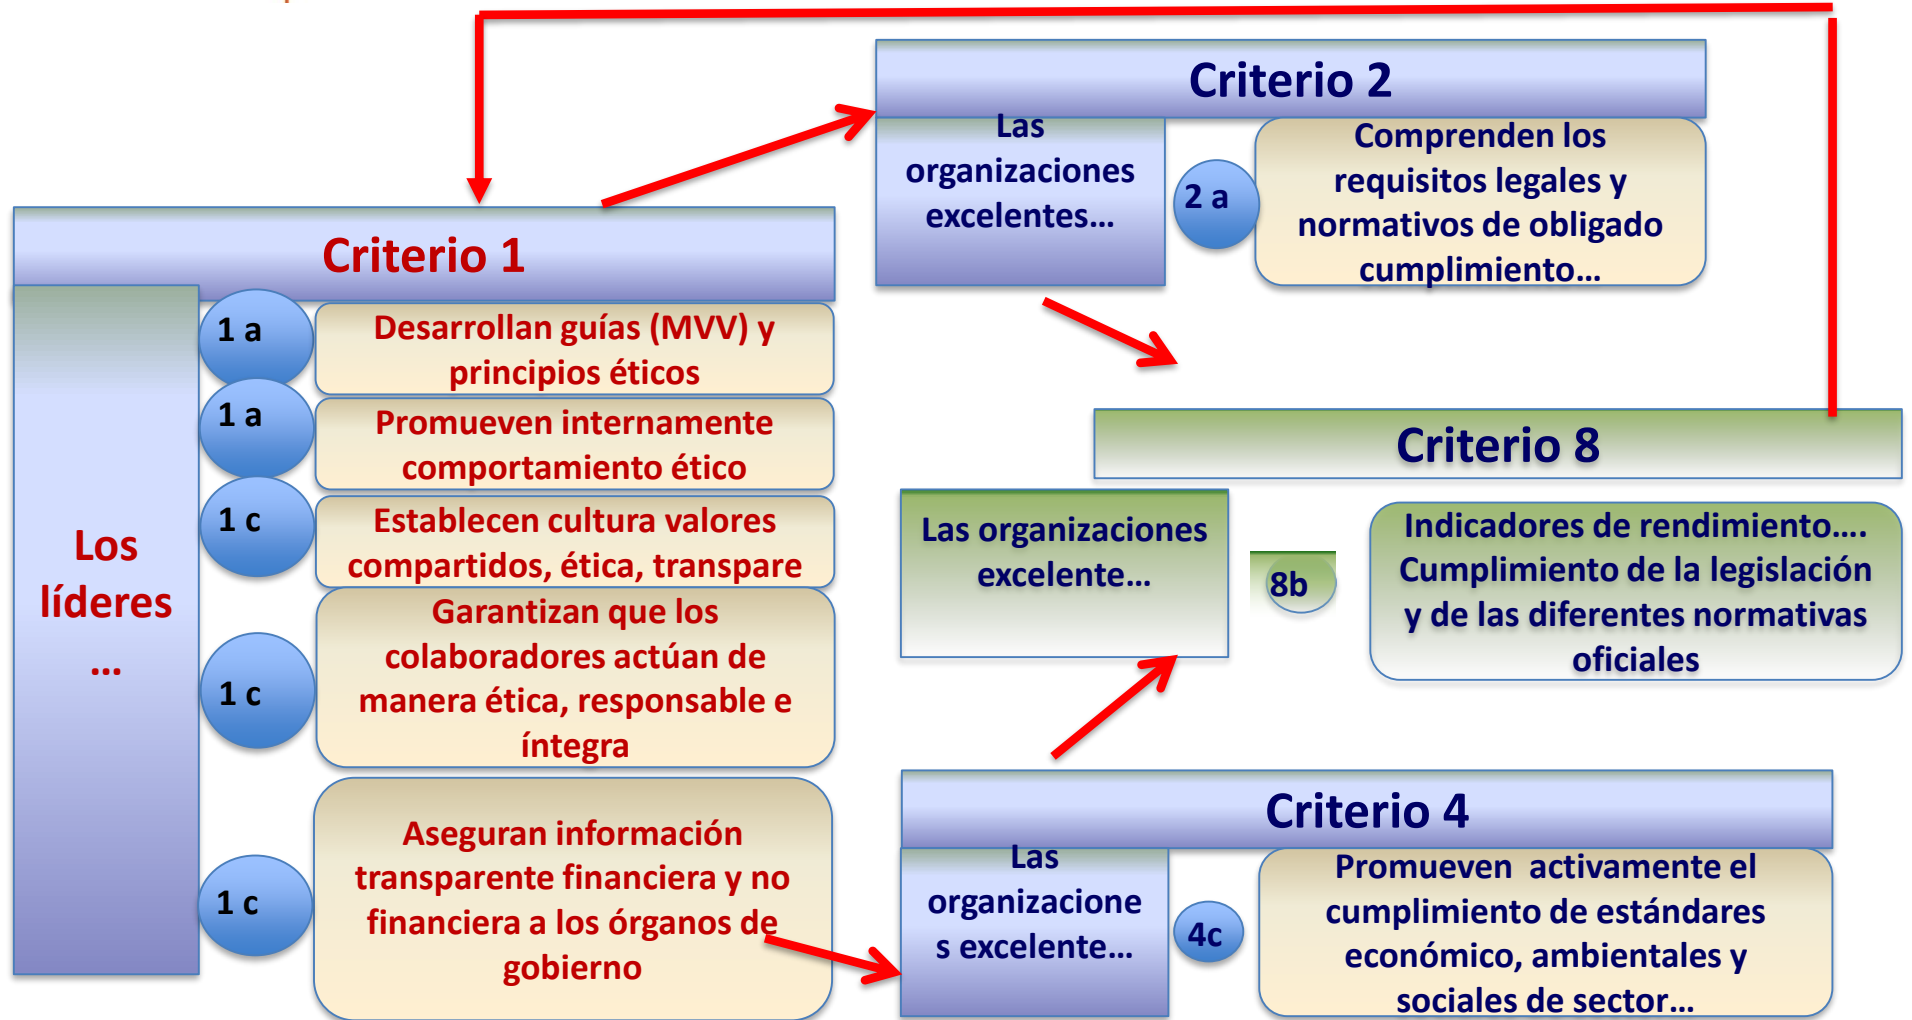 Criterio 2
Las
organizaciones
excelentes...
2 a
Comprenden los
requisitos legales y
normativos de obligado
cumplimiento...
Criterio 1
Los
líderes
...
1 a
Desarrollan guías (MVV) y
principios éticos
1 a
Promueven internamente
comportamiento ético
1 c
Establecen cultura valores
compartidos, ética, transpare
1 c
Garantizan que los
colaboradores actúan de
manera ética, responsable e
íntegra
1 c
Aseguran información
transparente financiera y no
financiera a los órganos de
gobierno
Criterio 8
Las organizaciones
excelente...
8b
Indicadores de rendimiento....
Cumplimiento de la legislación
y de las diferentes normativas
oficiales
Criterio 4
Las
organizacione
s excelente...
4c
Promueven activamente el
cumplimiento de estándares
económico, ambientales y
sociales de sector...